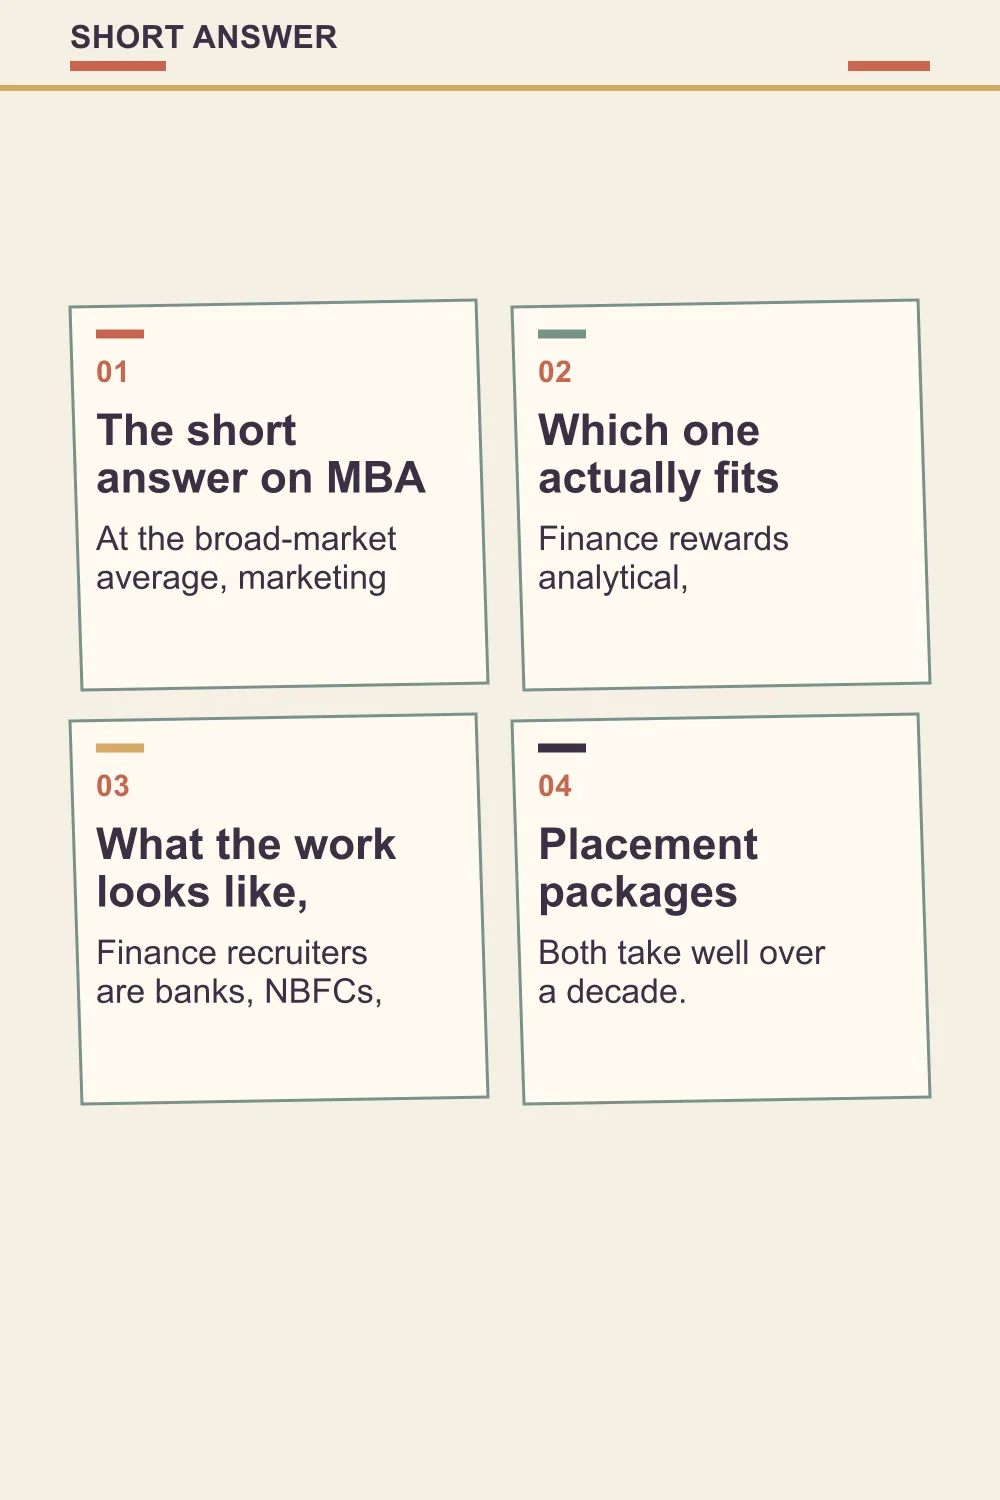 SHORT ANSWER
01
The short
answer on MBA
At the broad-market
average, marketing
02
Which one
actually fits
Finance rewards
analytical,
03
What the work
looks like,
Finance recruiters
are banks, NBFCs,
04
Placement
packages
Both take well over
a decade.